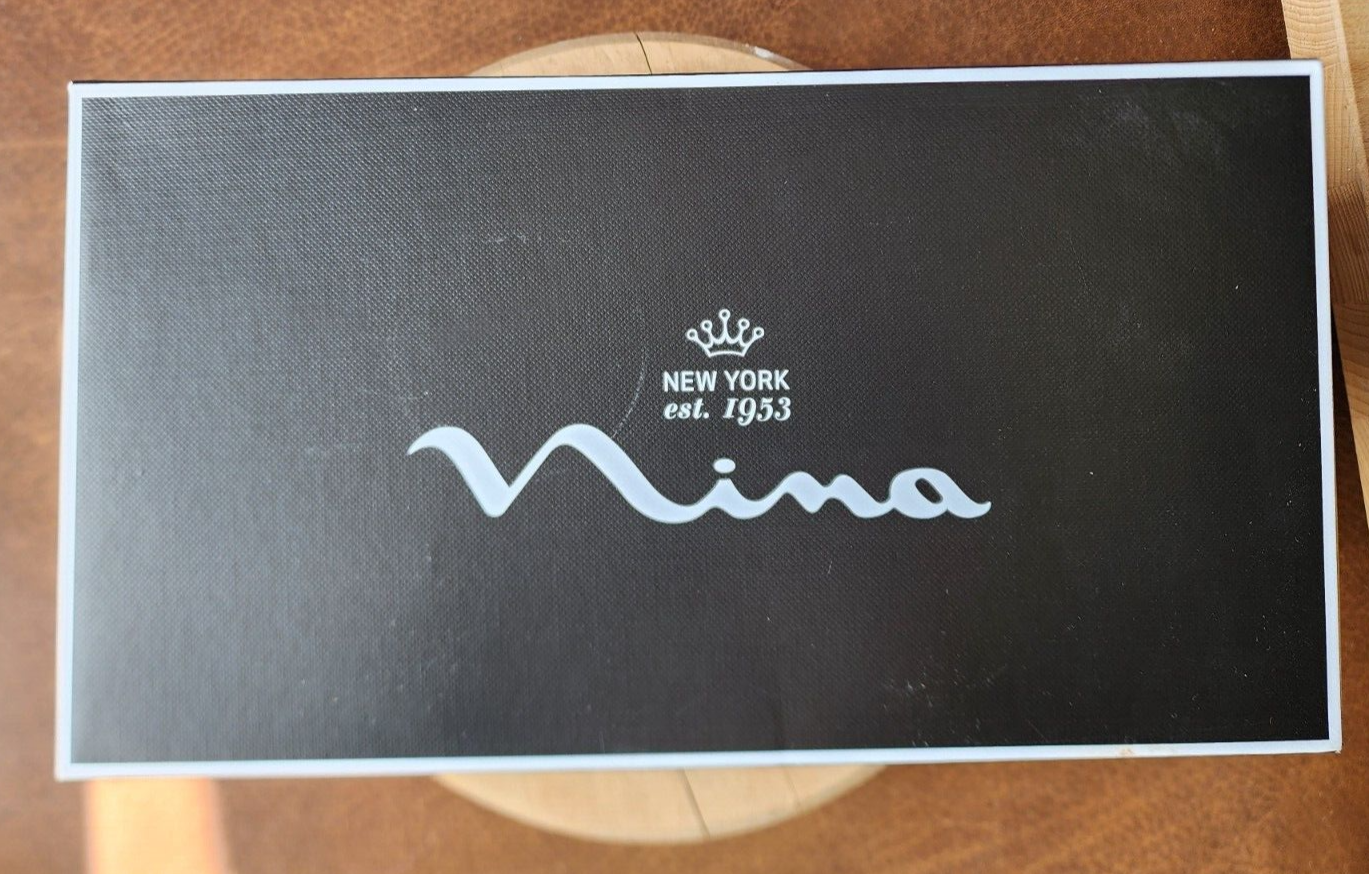 NEW YORK
est. 1953
Nina